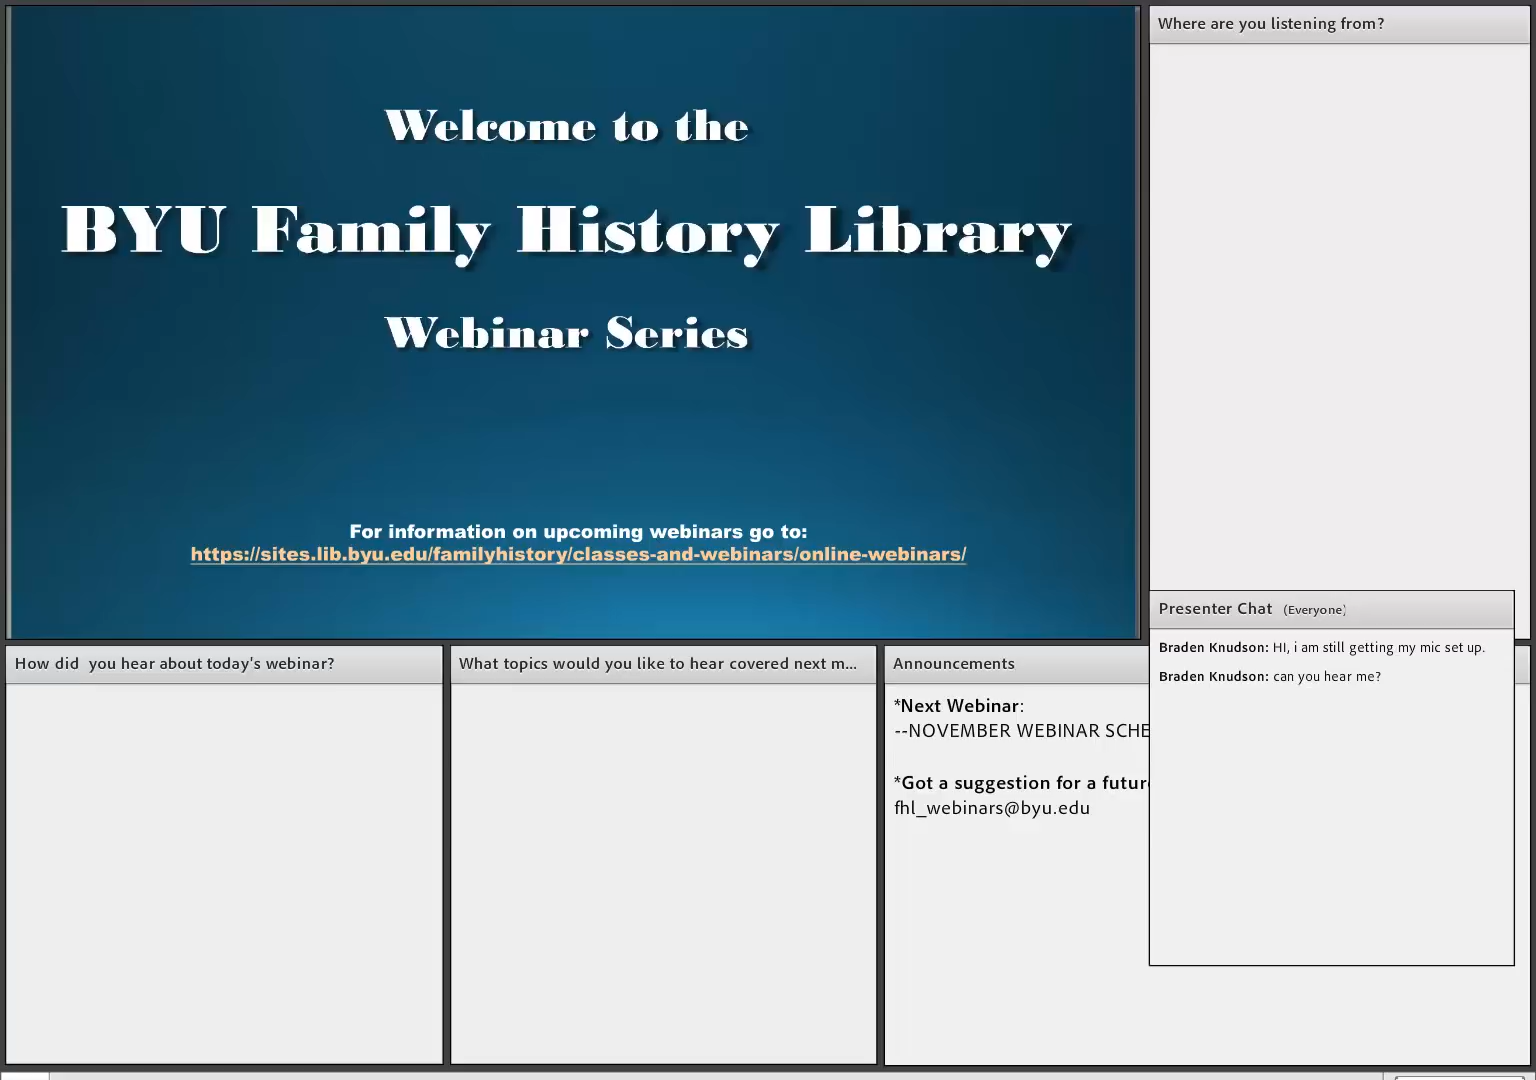 Welcome to the
BYU Family History Library
Webinar Series
For information on upcoming webinars go to:
https://sites.lib.byu.edu/familyhistory/classes-and-webinars/online-webinars/
Where are you listening from?
Presenter Chat (Everyone)
Braden Knudson: HI, i am still getting my mic set up.
Braden Knudson: can you hear me?
How did  you hear about today's webinar?
What topics would you like to hear covered next m...
Announcements
*Next Webinar:
--NOVEMBER WEBINAR
*Got a suggestion for a
fhl_webinars@byu.edu